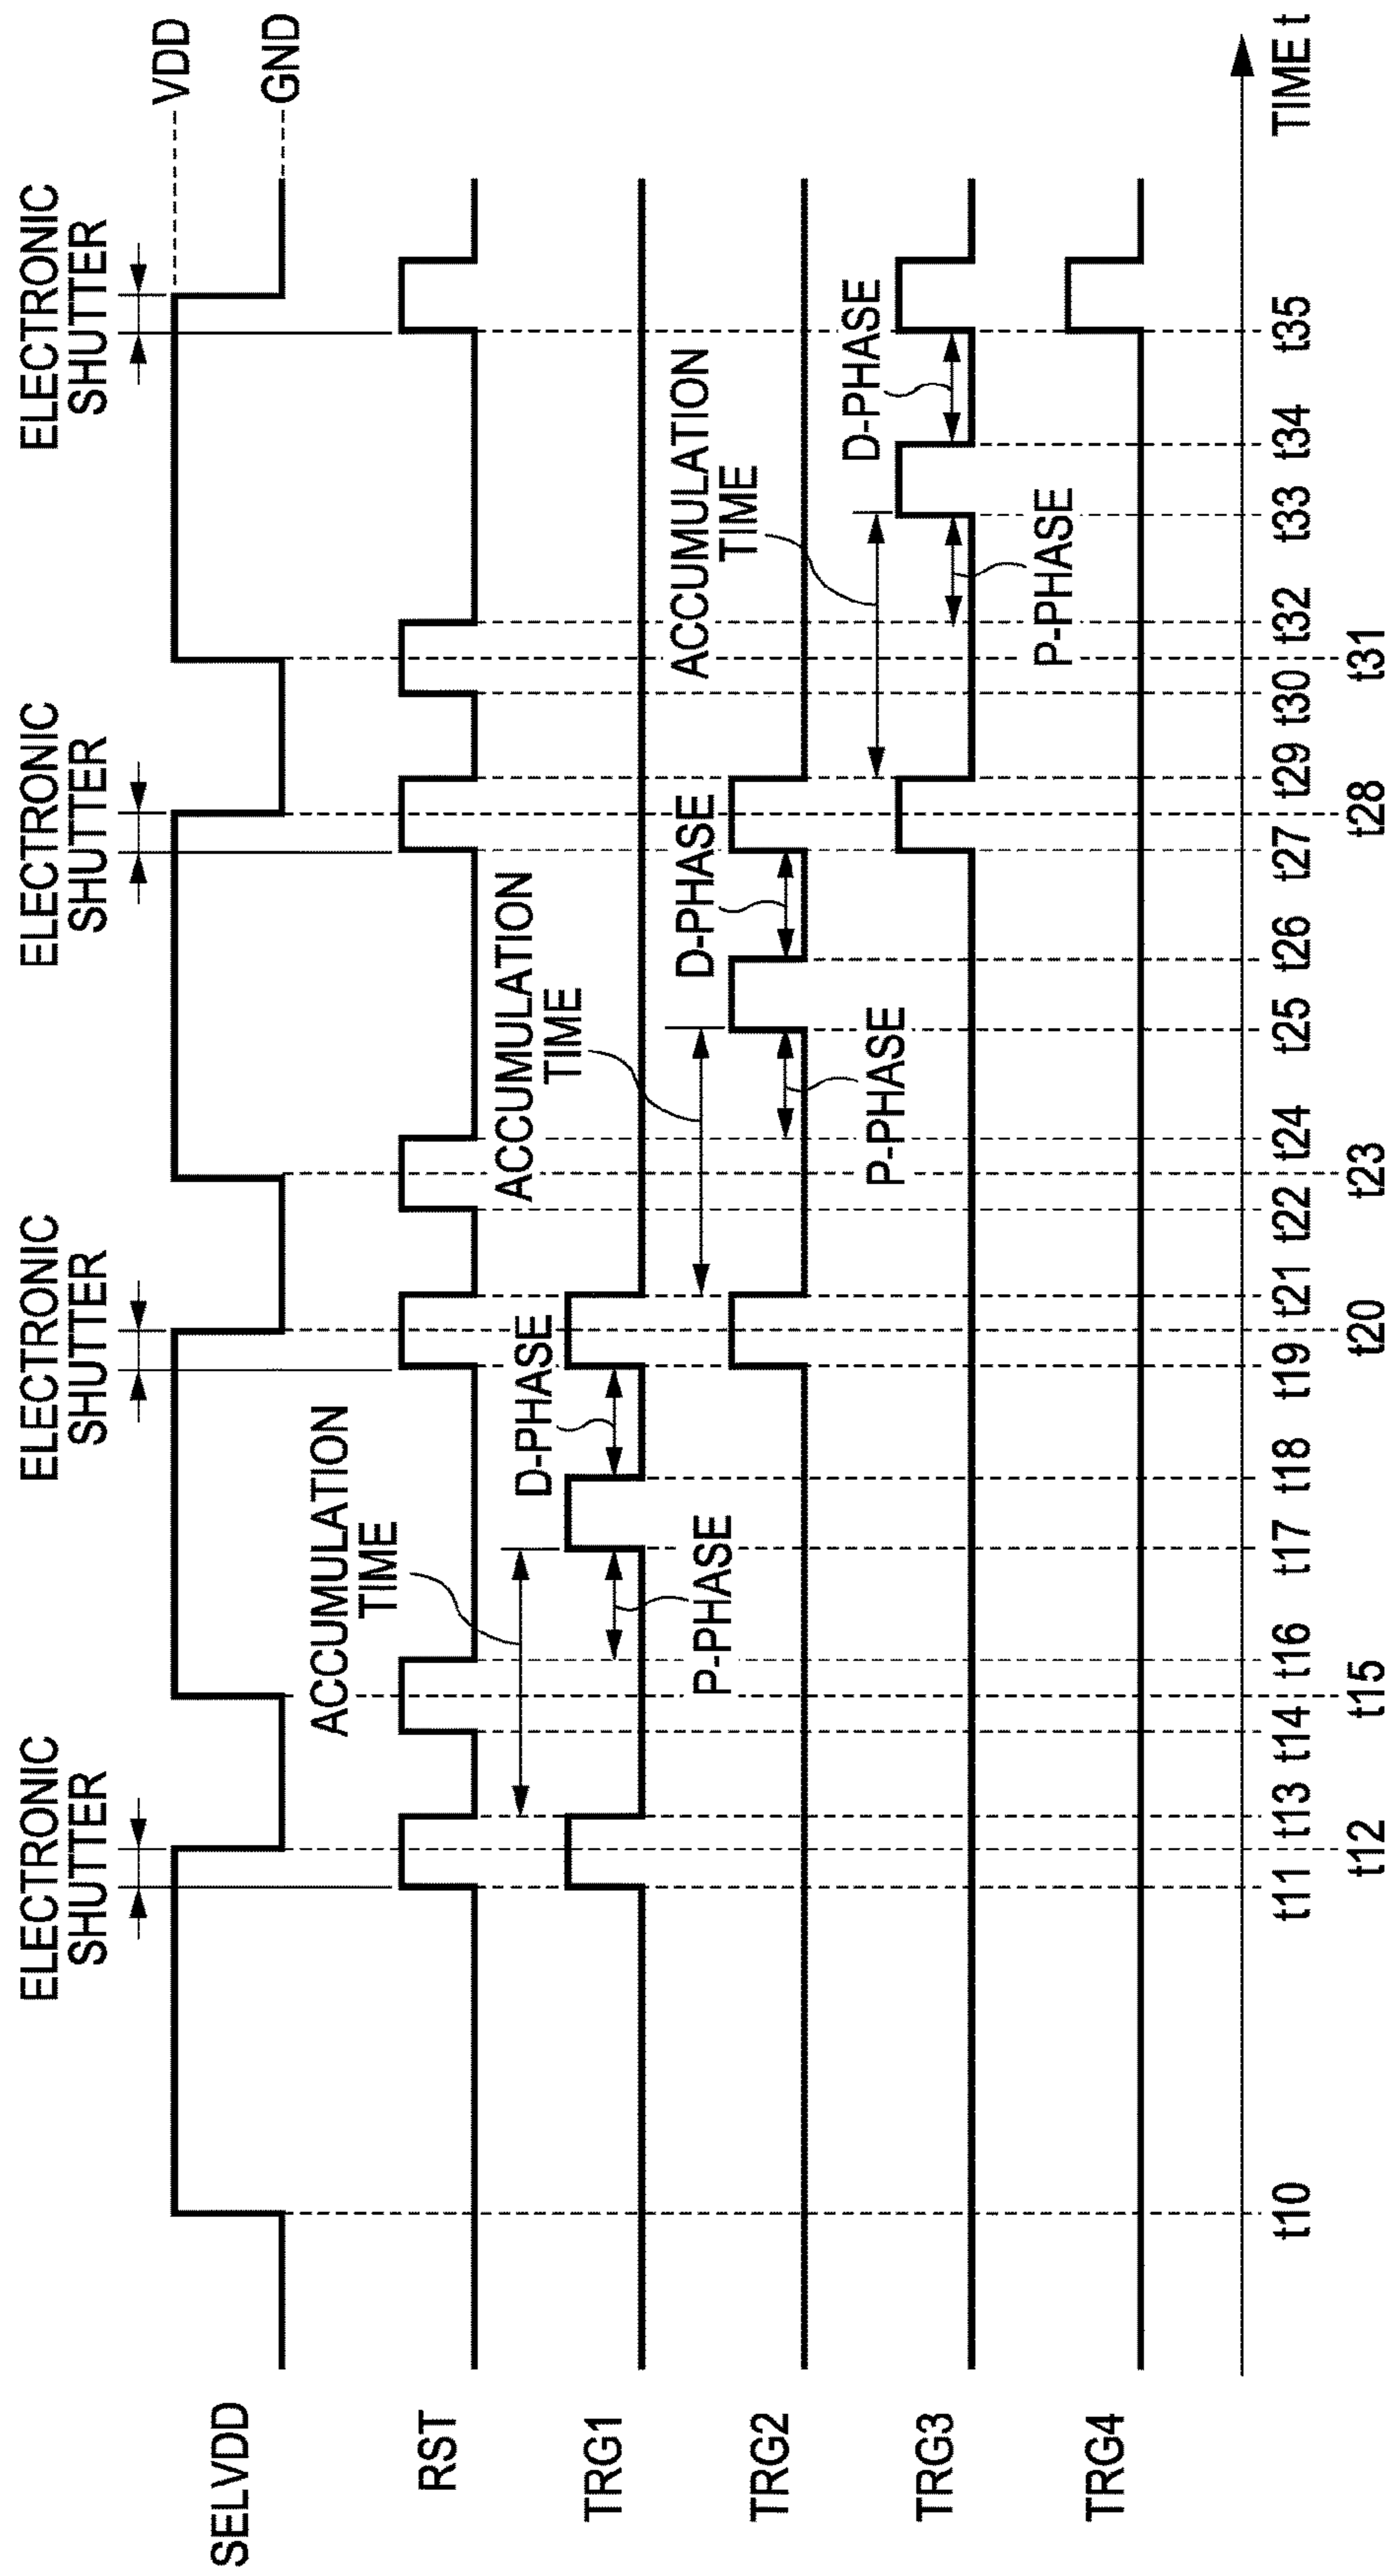 ELECTRONIC
SHUTTER
ELECTRONIC
SHUTTER
ELECTRONIC
SHUTTER
ELECTRONIC
SHUTTER
VDD
GND
SELVDD
RST
TRG1
TRG2
TRG3
TRG4
ACCUMULATION
TIME
D-PHASE
P-PHASE
ACCUMULATION
TIME
D-PHASE
P-PHASE
ACCUMULATION
TIME
D-PHASE
P-PHASE
t10 t11 t13 t14 t16 t17 t18 t19 t21 t22 t24 t25 t26 t27 t29 t30 t32 t33 t34 t35 TIME t
t12 t15 t20 t23 t28 t31